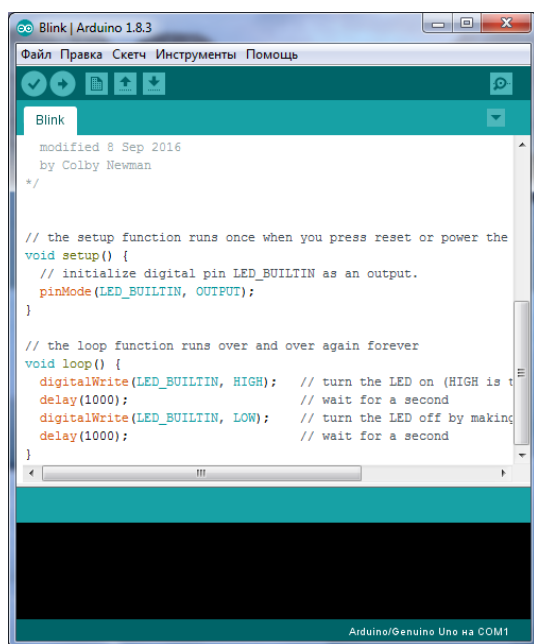 Blink | Arduino 1.8.3
Файл Правка Скетч Инструменты Помощь
Blink
modified 8 Sep 2016
by Colby Newman
*/
// the setup function runs once when you press reset or power the
void setup() {
// initialize digital pin LED_BUILTIN as an output.
pinMode(LED_BUILTIN, OUTPUT);
}
// the loop function runs over and over again forever
void loop() {
digitalWrite(LED_BUILTIN, HIGH);   // turn the LED on (HIGH is t
delay(1000);                       // wait for a second
digitalWrite(LED_BUILTIN, LOW);    // turn the LED off by making
delay(1000);                       // wait for a second
}
Arduino/Genuino Uno на COM1